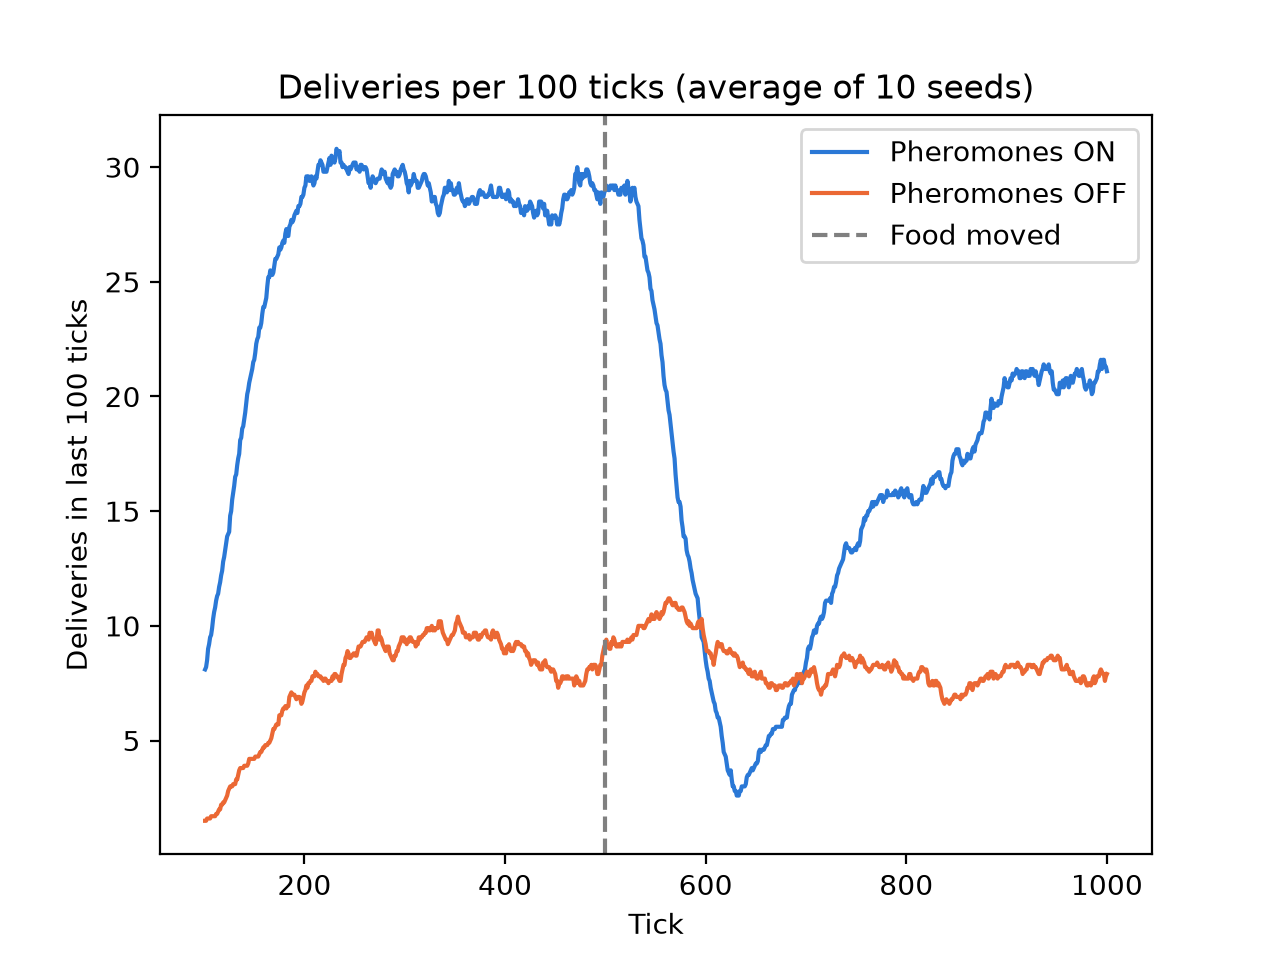 Deliveries per 100 ticks (average of 10 seeds)
Pheromones ON
Pheromones OFF
Food moved
Deliveries in last 100 ticks
30
25
20
15
10
5
200
400
600
800
1000
Tick